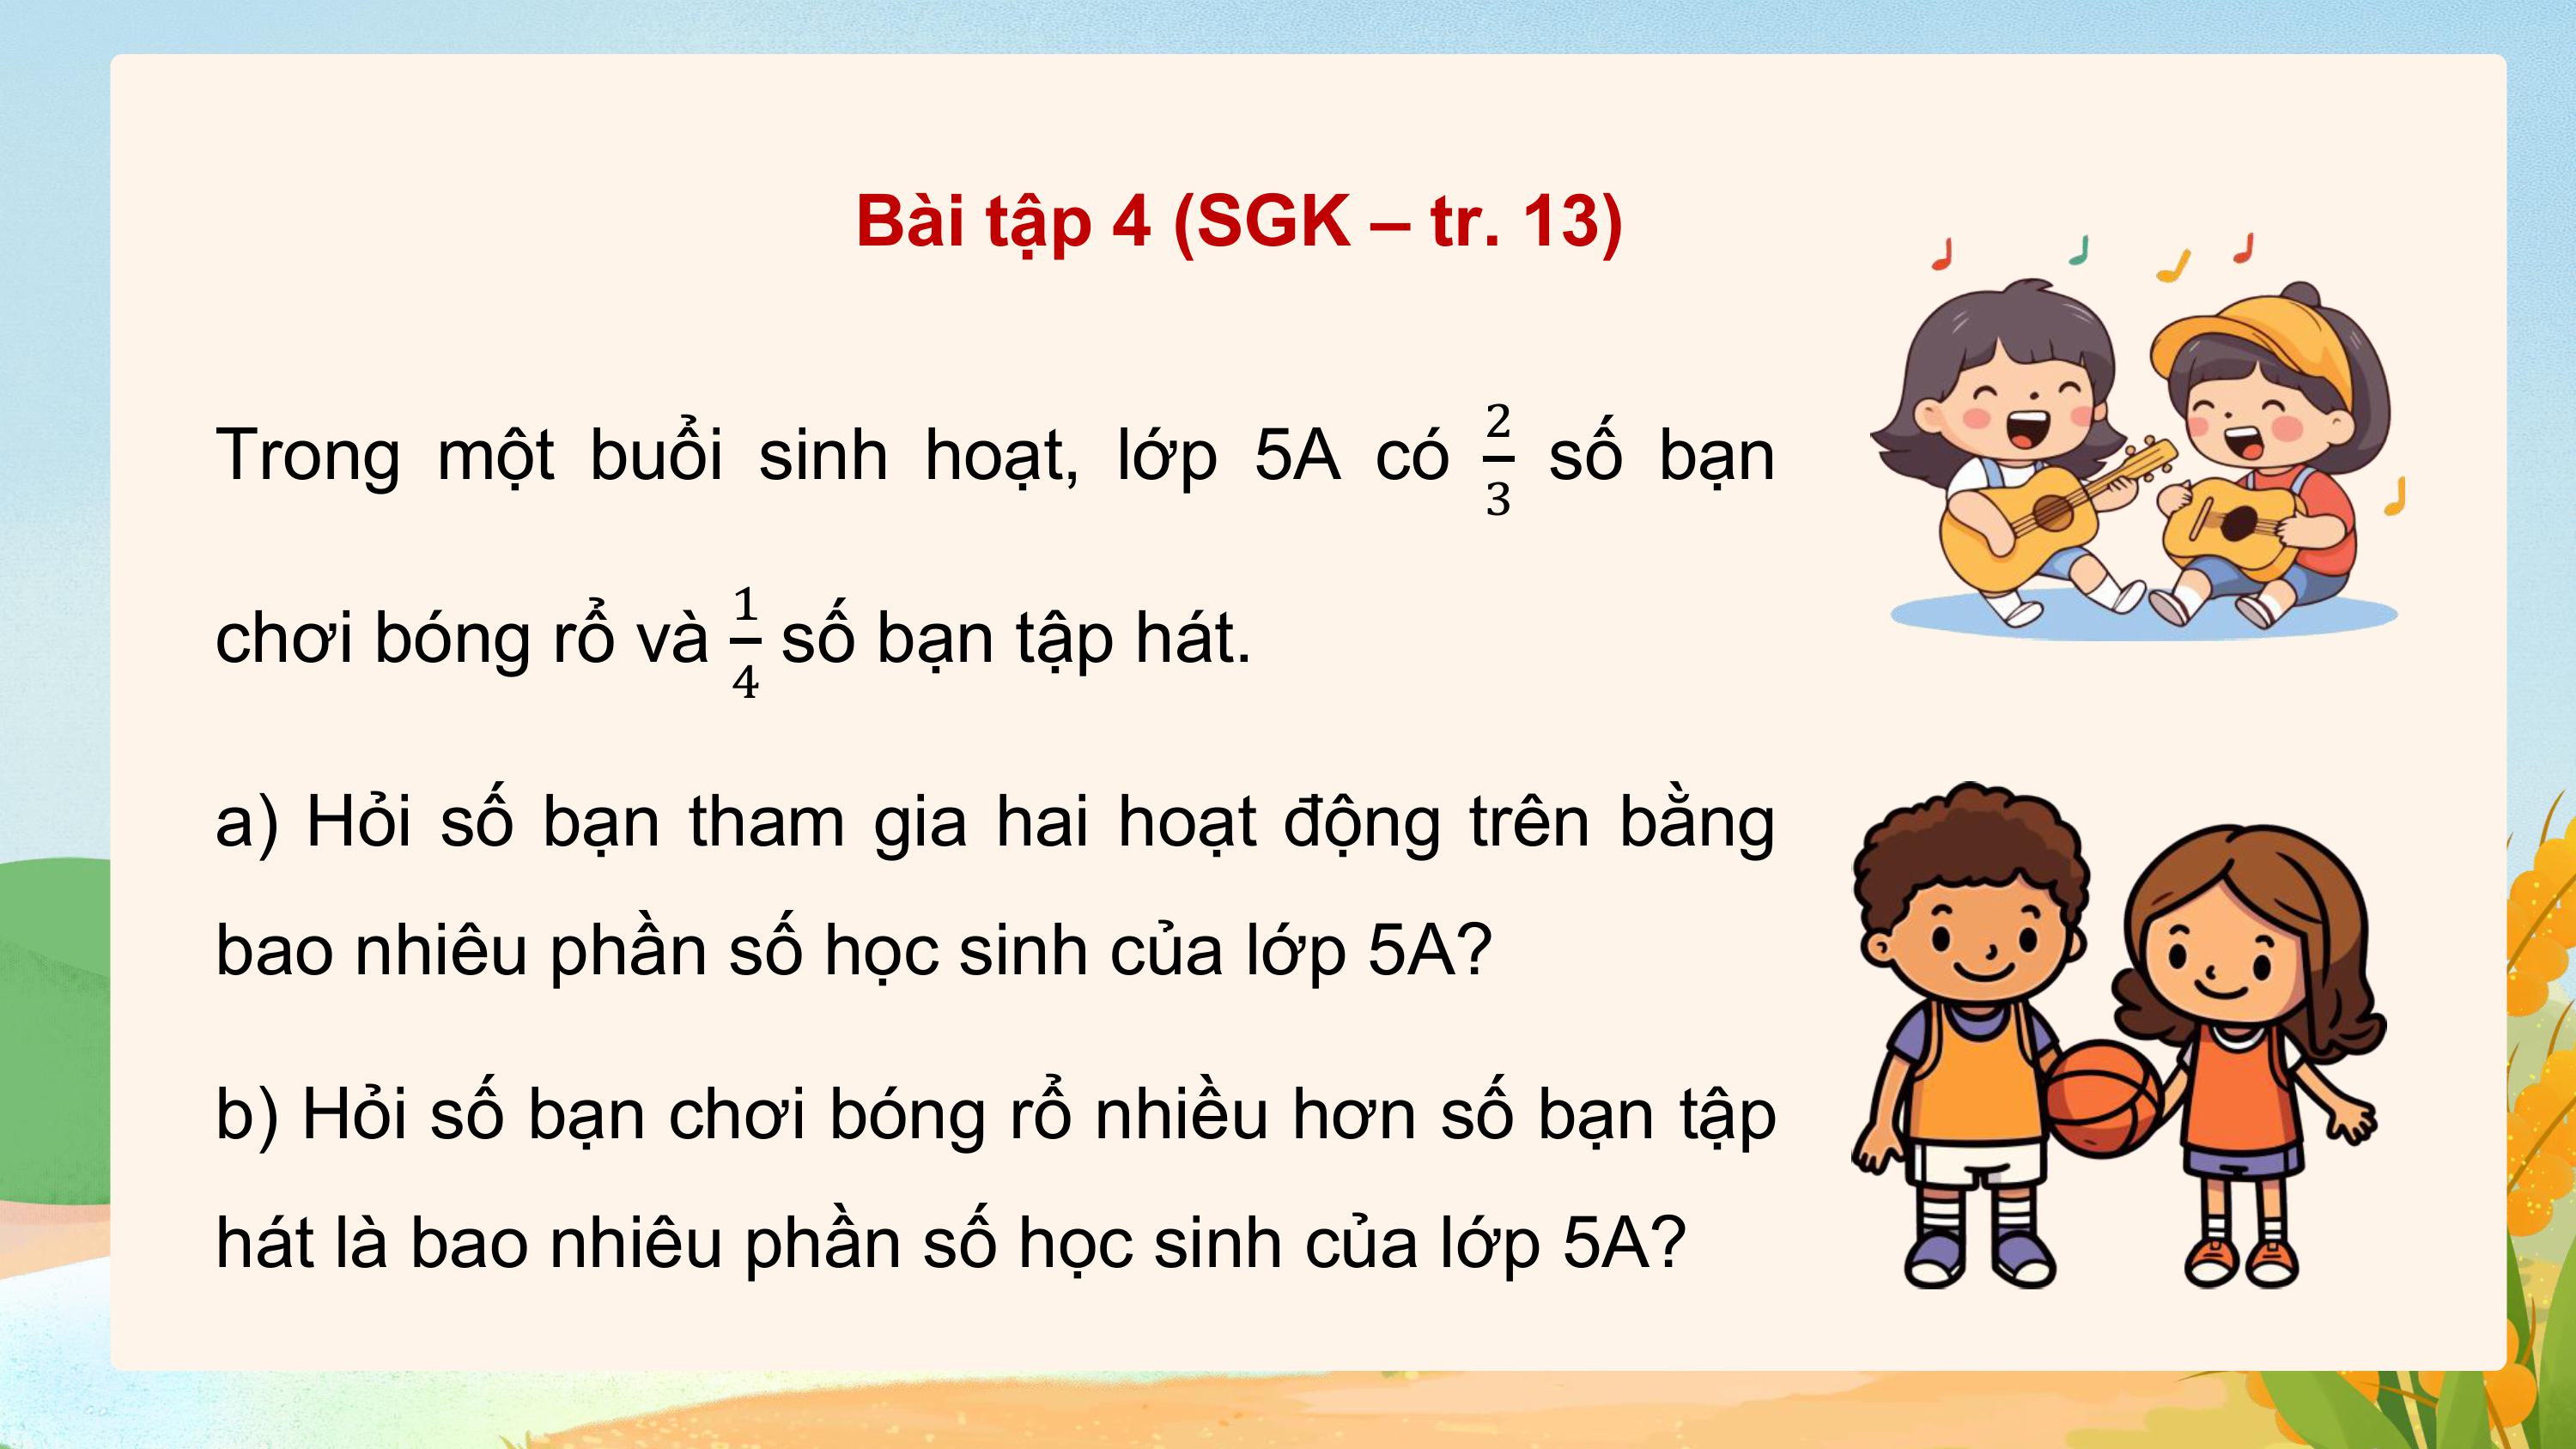 Bài tập 4 (SGK – tr. 13)
Trong một buổi sinh hoạt, lớp 5A có 2/3 số bạn
chơi bóng rổ và 1/4 số bạn tập hát.
a) Hỏi số bạn tham gia hai hoạt động trên bằng
bao nhiêu phần số học sinh của lớp 5A?
b) Hỏi số bạn chơi bóng rổ nhiều hơn số bạn tập
hát là bao nhiêu phần số học sinh của lớp 5A?